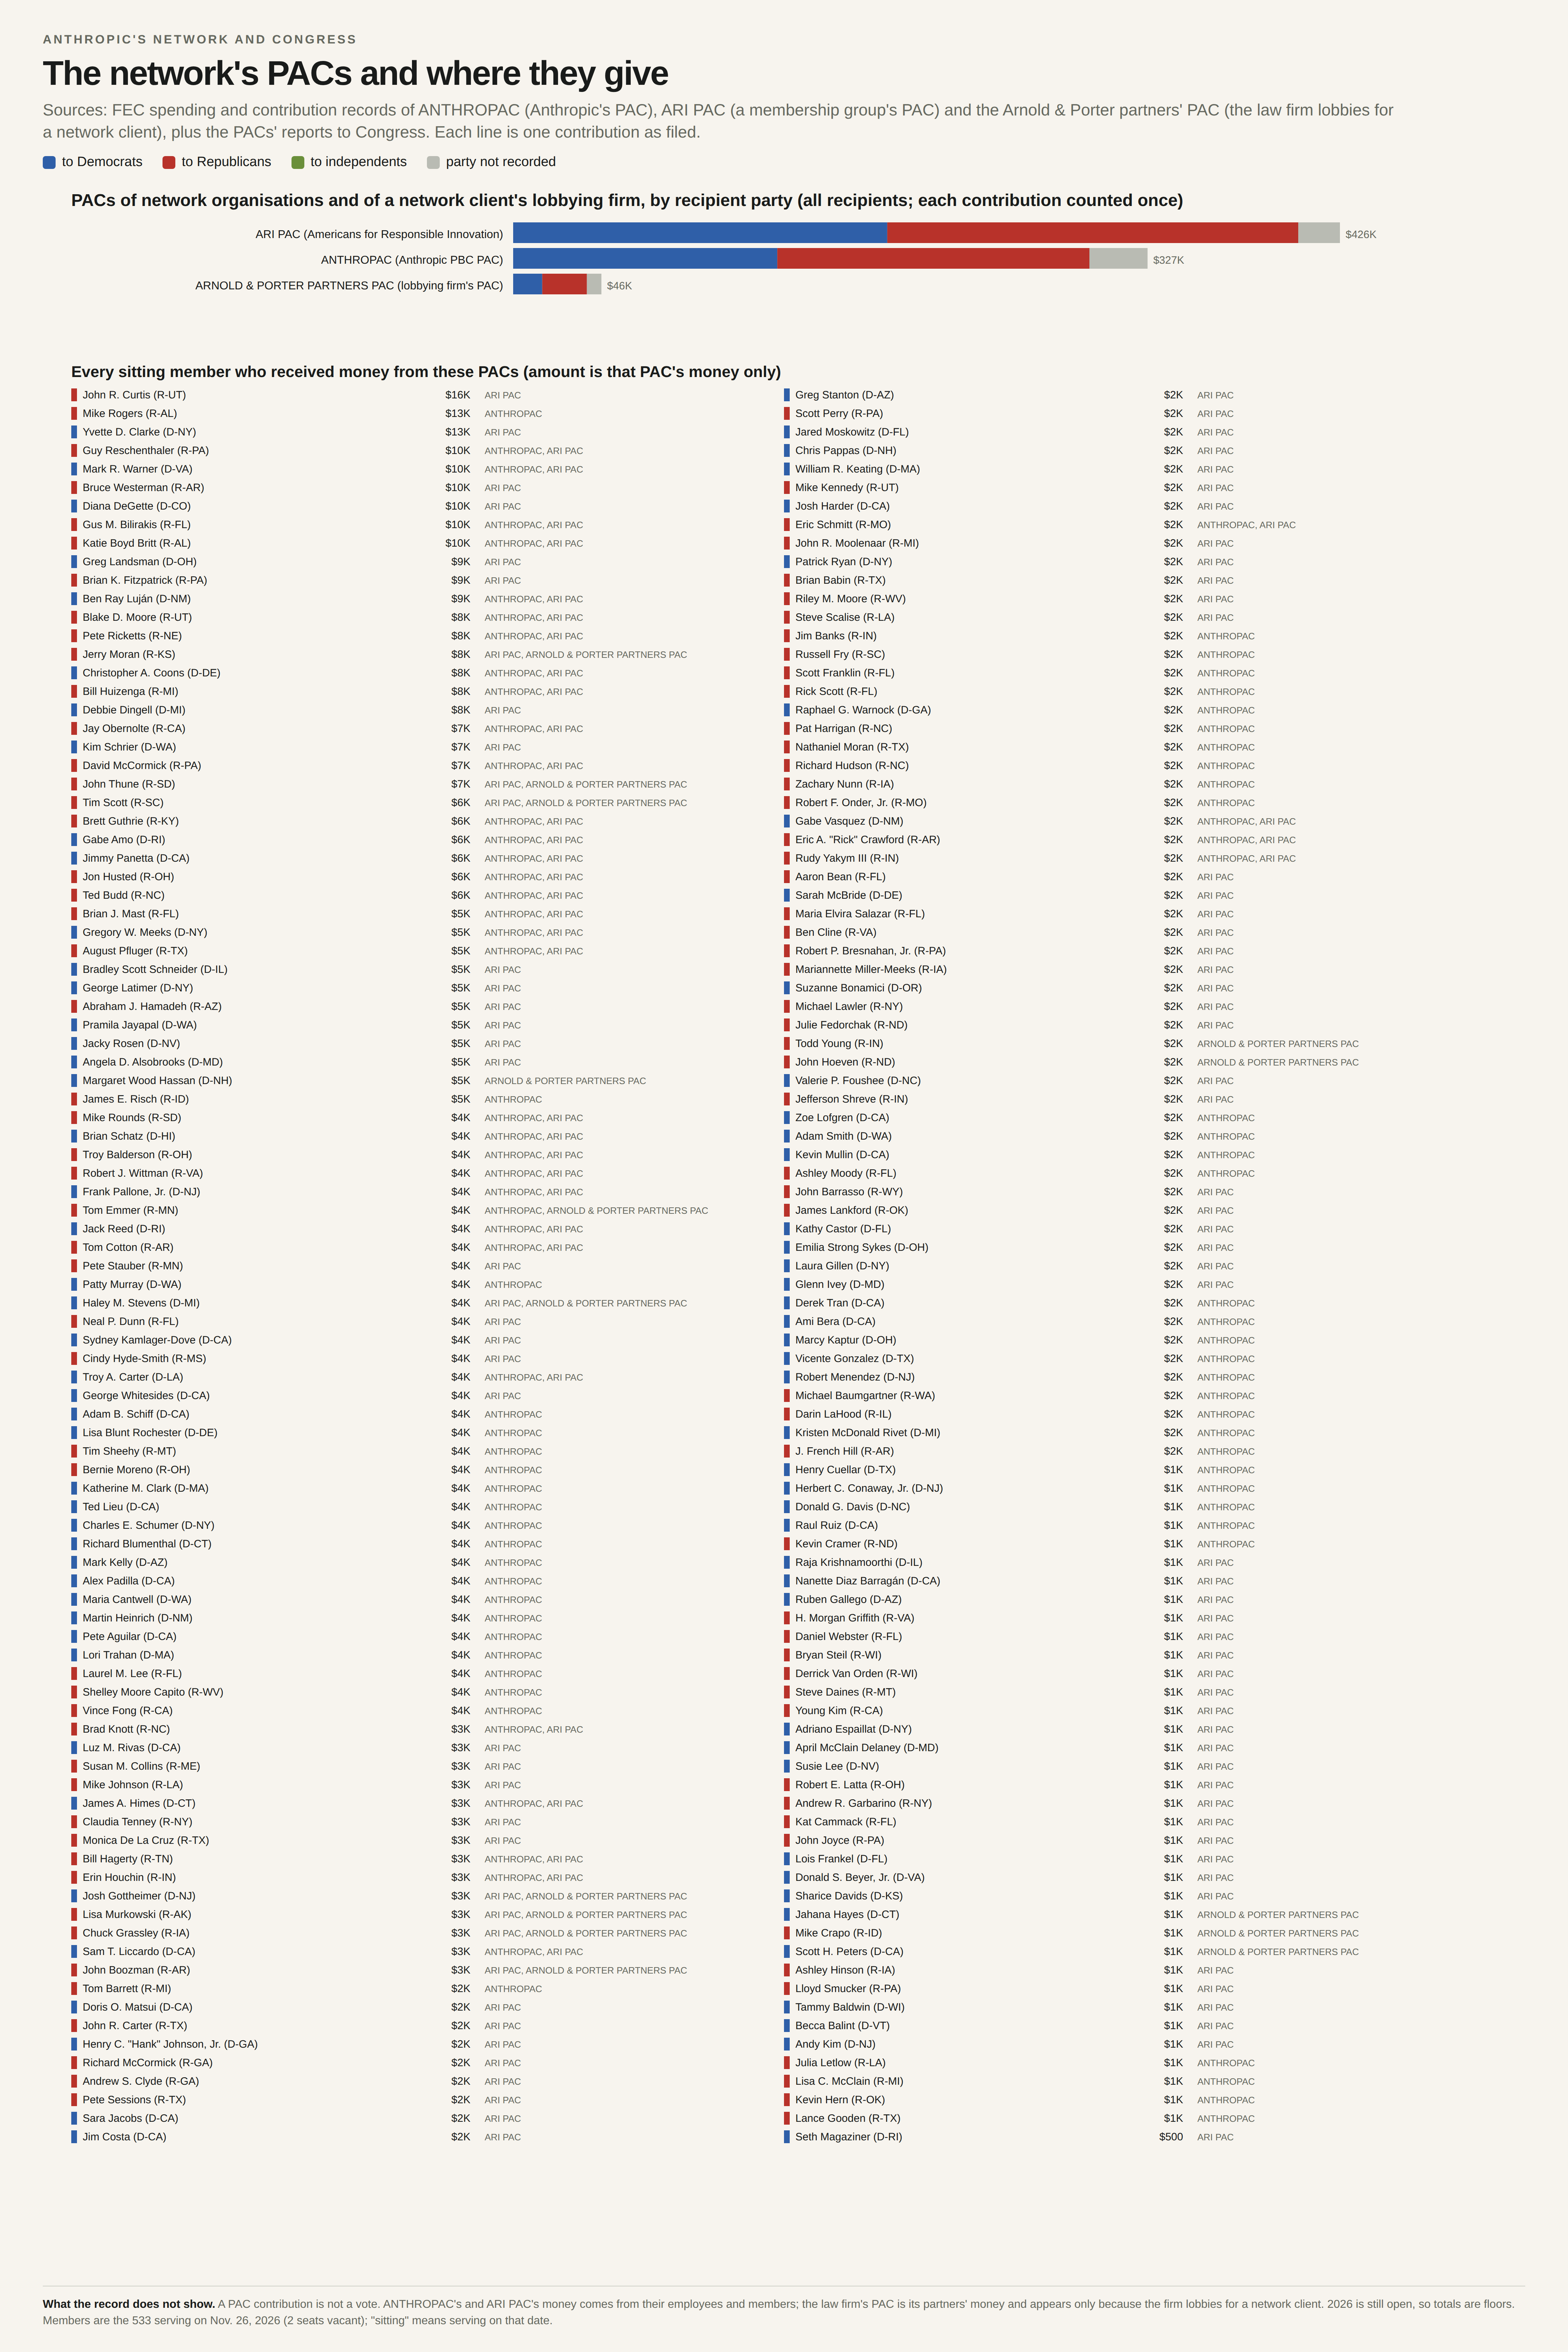 ANTHROPIC'S NETWORK AND CONGRESS
The network's PACs and where they give
Sources: FEC spending and contribution records of ANTHROPAC (Anthropic's PAC), ARI PAC (a membership group's PAC) and the Arnold & Porter partners' PAC (the law firm lobbies for
a network client), plus the PACs' reports to Congress. Each line is one contribution as filed.
to Democrats to Republicans to independents party not recorded
PACs of network organisations and of a network client's lobbying firm, by recipient party (all recipients; each contribution counted once)
ARI PAC (Americans for Responsible Innovation) $426K
ANTHROPAC (Anthropic PBC PAC) $327K
ARNOLD & PORTER PARTNERS PAC (lobbying firm's PAC) $46K
Every sitting member who received money from these PACs (amount is that PAC's money only)
John R. Curtis (R-UT) $16K ARI PAC
Mike Rogers (R-AL) $13K ANTHROPAC
Yvette D. Clarke (D-NY) $13K ARI PAC
Guy Reschenthaler (R-PA) $10K ANTHROPAC, ARI PAC
Mark R. Warner (D-VA) $10K ANTHROPAC, ARI PAC
Bruce Westerman (R-AR) $10K ARI PAC
Diana DeGette (D-CO) $10K ARI PAC
Gus M. Bilirakis (R-FL) $10K ANTHROPAC, ARI PAC
Katie Boyd Britt (R-AL) $10K ANTHROPAC, ARI PAC
Greg Landsman (D-OH) $9K ARI PAC
Brian K. Fitzpatrick (R-PA) $9K ARI PAC
Ben Ray Luján (D-NM) $9K ANTHROPAC, ARI PAC
Blake D. Moore (R-UT) $8K ANTHROPAC, ARI PAC
Pete Ricketts (R-NE) $8K ANTHROPAC, ARI PAC
Jerry Moran (R-KS) $8K ARI PAC, ARNOLD & PORTER PARTNERS PAC
Christopher A. Coons (D-DE) $8K ANTHROPAC, ARI PAC
Bill Huizenga (R-MI) $8K ANTHROPAC, ARI PAC
Debbie Dingell (D-MI) $8K ARI PAC
Jay Obernolte (R-CA) $7K ANTHROPAC, ARI PAC
Kim Schrier (D-WA) $7K ARI PAC
David McCormick (R-PA) $7K ANTHROPAC, ARI PAC
John Thune (R-SD) $7K ARI PAC, ARNOLD & PORTER PARTNERS PAC
Tim Scott (R-SC) $6K ARI PAC, ARNOLD & PORTER PARTNERS PAC
Brett Guthrie (R-KY) $6K ANTHROPAC, ARI PAC
Gabe Amo (D-RI) $6K ANTHROPAC, ARI PAC
Jimmy Panetta (D-CA) $6K ANTHROPAC, ARI PAC
Jon Husted (R-OH) $6K ANTHROPAC, ARI PAC
Ted Budd (R-NC) $6K ANTHROPAC, ARI PAC
Brian J. Mast (R-FL) $5K ANTHROPAC, ARI PAC
Gregory W. Meeks (D-NY) $5K ANTHROPAC, ARI PAC
August Pfluger (R-TX) $5K ANTHROPAC, ARI PAC
Bradley Scott Schneider (D-IL) $5K ARI PAC
George Latimer (D-NY) $5K ARI PAC
Abraham J. Hamadeh (R-AZ) $5K ARI PAC
Pramila Jayapal (D-WA) $5K ARI PAC
Jacky Rosen (D-NV) $5K ARI PAC
Angela D. Alsobrooks (D-MD) $5K ARI PAC
Margaret Wood Hassan (D-NH) $5K ARNOLD & PORTER PARTNERS PAC
James E. Risch (R-ID) $5K ANTHROPAC
Mike Rounds (R-SD) $4K ANTHROPAC, ARI PAC
Brian Schatz (D-HI) $4K ANTHROPAC, ARI PAC
Troy Balderson (R-OH) $4K ANTHROPAC, ARI PAC
Robert J. Wittman (R-VA) $4K ANTHROPAC, ARI PAC
Frank Pallone, Jr. (D-NJ) $4K ANTHROPAC, ARI PAC
Tom Emmer (R-MN) $4K ANTHROPAC, ARNOLD & PORTER PARTNERS PAC
Jack Reed (D-RI) $4K ANTHROPAC, ARI PAC
Tom Cotton (R-AR) $4K ANTHROPAC, ARI PAC
Pete Stauber (R-MN) $4K ARI PAC
Patty Murray (D-WA) $4K ANTHROPAC
Haley M. Stevens (D-MI) $4K ARI PAC, ARNOLD & PORTER PARTNERS PAC
Neal P. Dunn (R-FL) $4K ARI PAC
Sydney Kamlager-Dove (D-CA) $4K ARI PAC
Cindy Hyde-Smith (R-MS) $4K ARI PAC
Troy A. Carter (D-LA) $4K ANTHROPAC, ARI PAC
George Whitesides (D-CA) $4K ARI PAC
Adam B. Schiff (D-CA) $4K ANTHROPAC
Lisa Blunt Rochester (D-DE) $4K ANTHROPAC
Tim Sheehy (R-MT) $4K ANTHROPAC
Bernie Moreno (R-OH) $4K ANTHROPAC
Katherine M. Clark (D-MA) $4K ANTHROPAC
Ted Lieu (D-CA) $4K ANTHROPAC
Charles E. Schumer (D-NY) $4K ANTHROPAC
Richard Blumenthal (D-CT) $4K ANTHROPAC
Mark Kelly (D-AZ) $4K ANTHROPAC
Alex Padilla (D-CA) $4K ANTHROPAC
Maria Cantwell (D-WA) $4K ANTHROPAC
Martin Heinrich (D-NM) $4K ANTHROPAC
Pete Aguilar (D-CA) $4K ANTHROPAC
Lori Trahan (D-MA) $4K ANTHROPAC
Laurel M. Lee (R-FL) $4K ANTHROPAC
Shelley Moore Capito (R-WV) $4K ANTHROPAC
Vince Fong (R-CA) $4K ANTHROPAC
Brad Knott (R-NC) $3K ANTHROPAC, ARI PAC
Luz M. Rivas (D-CA) $3K ARI PAC
Susan M. Collins (R-ME) $3K ARI PAC
Mike Johnson (R-LA) $3K ARI PAC
James A. Himes (D-CT) $3K ANTHROPAC, ARI PAC
Claudia Tenney (R-NY) $3K ARI PAC
Monica De La Cruz (R-TX) $3K ARI PAC
Bill Hagerty (R-TN) $3K ANTHROPAC, ARI PAC
Erin Houchin (R-IN) $3K ANTHROPAC, ARI PAC
Josh Gottheimer (D-NJ) $3K ARI PAC, ARNOLD & PORTER PARTNERS PAC
Lisa Murkowski (R-AK) $3K ARI PAC, ARNOLD & PORTER PARTNERS PAC
Chuck Grassley (R-IA) $3K ARI PAC, ARNOLD & PORTER PARTNERS PAC
Sam T. Liccardo (D-CA) $3K ANTHROPAC, ARI PAC
John Boozman (R-AR) $3K ARI PAC, ARNOLD & PORTER PARTNERS PAC
Tom Barrett (R-MI) $2K ANTHROPAC
Doris O. Matsui (D-CA) $2K ARI PAC
John R. Carter (R-TX) $2K ARI PAC
Henry C. "Hank" Johnson, Jr. (D-GA) $2K ARI PAC
Richard McCormick (R-GA) $2K ARI PAC
Andrew S. Clyde (R-GA) $2K ARI PAC
Pete Sessions (R-TX) $2K ARI PAC
Sara Jacobs (D-CA) $2K ARI PAC
Jim Costa (D-CA) $2K ARI PAC
Greg Stanton (D-AZ) $2K ARI PAC
Scott Perry (R-PA) $2K ARI PAC
Jared Moskowitz (D-FL) $2K ARI PAC
Chris Pappas (D-NH) $2K ARI PAC
William R. Keating (D-MA) $2K ARI PAC
Mike Kennedy (R-UT) $2K ARI PAC
Josh Harder (D-CA) $2K ARI PAC
Eric Schmitt (R-MO) $2K ANTHROPAC, ARI PAC
John R. Moolenaar (R-MI) $2K ARI PAC
Patrick Ryan (D-NY) $2K ARI PAC
Brian Babin (R-TX) $2K ARI PAC
Riley M. Moore (R-WV) $2K ARI PAC
Steve Scalise (R-LA) $2K ARI PAC
Jim Banks (R-IN) $2K ANTHROPAC
Russell Fry (R-SC) $2K ANTHROPAC
Scott Franklin (R-FL) $2K ANTHROPAC
Rick Scott (R-FL) $2K ANTHROPAC
Raphael G. Warnock (D-GA) $2K ANTHROPAC
Pat Harrigan (R-NC) $2K ANTHROPAC
Nathaniel Moran (R-TX) $2K ANTHROPAC
Richard Hudson (R-NC) $2K ANTHROPAC
Zachary Nunn (R-IA) $2K ANTHROPAC
Robert F. Onder, Jr. (R-MO) $2K ANTHROPAC
Gabe Vasquez (D-NM) $2K ANTHROPAC, ARI PAC
Eric A. "Rick" Crawford (R-AR) $2K ANTHROPAC, ARI PAC
Rudy Yakym III (R-IN) $2K ANTHROPAC, ARI PAC
Aaron Bean (R-FL) $2K ARI PAC
Sarah McBride (D-DE) $2K ARI PAC
Maria Elvira Salazar (R-FL) $2K ARI PAC
Ben Cline (R-VA) $2K ARI PAC
Robert P. Bresnahan, Jr. (R-PA) $2K ARI PAC
Mariannette Miller-Meeks (R-IA) $2K ARI PAC
Suzanne Bonamici (D-OR) $2K ARI PAC
Michael Lawler (R-NY) $2K ARI PAC
Julie Fedorchak (R-ND) $2K ARI PAC
Todd Young (R-IN) $2K ARNOLD & PORTER PARTNERS PAC
John Hoeven (R-ND) $2K ARNOLD & PORTER PARTNERS PAC
Valerie P. Foushee (D-NC) $2K ARI PAC
Jefferson Shreve (R-IN) $2K ARI PAC
Zoe Lofgren (D-CA) $2K ANTHROPAC
Adam Smith (D-WA) $2K ANTHROPAC
Kevin Mullin (D-CA) $2K ANTHROPAC
Ashley Moody (R-FL) $2K ANTHROPAC
John Barrasso (R-WY) $2K ARI PAC
James Lankford (R-OK) $2K ARI PAC
Kathy Castor (D-FL) $2K ARI PAC
Emilia Strong Sykes (D-OH) $2K ARI PAC
Laura Gillen (D-NY) $2K ARI PAC
Glenn Ivey (D-MD) $2K ARI PAC
Derek Tran (D-CA) $2K ANTHROPAC
Ami Bera (D-CA) $2K ANTHROPAC
Marcy Kaptur (D-OH) $2K ANTHROPAC
Vicente Gonzalez (D-TX) $2K ANTHROPAC
Robert Menendez (D-NJ) $2K ANTHROPAC
Michael Baumgartner (R-WA) $2K ANTHROPAC
Darin LaHood (R-IL) $2K ANTHROPAC
Kristen McDonald Rivet (D-MI) $2K ANTHROPAC
J. French Hill (R-AR) $2K ANTHROPAC
Henry Cuellar (D-TX) $1K ANTHROPAC
Herbert C. Conaway, Jr. (D-NJ) $1K ANTHROPAC
Donald G. Davis (D-NC) $1K ANTHROPAC
Raul Ruiz (D-CA) $1K ANTHROPAC
Kevin Cramer (R-ND) $1K ANTHROPAC
Raja Krishnamoorthi (D-IL) $1K ARI PAC
Nanette Diaz Barragán (D-CA) $1K ARI PAC
Ruben Gallego (D-AZ) $1K ARI PAC
H. Morgan Griffith (R-VA) $1K ARI PAC
Daniel Webster (R-FL) $1K ARI PAC
Bryan Steil (R-WI) $1K ARI PAC
Derrick Van Orden (R-WI) $1K ARI PAC
Steve Daines (R-MT) $1K ARI PAC
Young Kim (R-CA) $1K ARI PAC
Adriano Espaillat (D-NY) $1K ARI PAC
April McClain Delaney (D-MD) $1K ARI PAC
Susie Lee (D-NV) $1K ARI PAC
Robert E. Latta (R-OH) $1K ARI PAC
Andrew R. Garbarino (R-NY) $1K ARI PAC
Kat Cammack (R-FL) $1K ARI PAC
John Joyce (R-PA) $1K ARI PAC
Lois Frankel (D-FL) $1K ARI PAC
Donald S. Beyer, Jr. (D-VA) $1K ARI PAC
Sharice Davids (D-KS) $1K ARI PAC
Jahana Hayes (D-CT) $1K ARNOLD & PORTER PARTNERS PAC
Mike Crapo (R-ID) $1K ARNOLD & PORTER PARTNERS PAC
Scott H. Peters (D-CA) $1K ARNOLD & PORTER PARTNERS PAC
Ashley Hinson (R-IA) $1K ARI PAC
Lloyd Smucker (R-PA) $1K ARI PAC
Tammy Baldwin (D-WI) $1K ARI PAC
Becca Balint (D-VT) $1K ARI PAC
Andy Kim (D-NJ) $1K ARI PAC
Julia Letlow (R-LA) $1K ANTHROPAC
Lisa C. McClain (R-MI) $1K ANTHROPAC
Kevin Hern (R-OK) $1K ANTHROPAC
Lance Gooden (R-TX) $1K ANTHROPAC
Seth Magaziner (D-RI) $500 ARI PAC
What the record does not show. A PAC contribution is not a vote. ANTHROPAC's and ARI PAC's money comes from their employees and members; the law firm's PAC is its partners' money and appears only because the firm lobbies for a network client. 2026 is still open, so totals are floors.
Members are the 533 serving on Nov. 26, 2026 (2 seats vacant); "sitting" means serving on that date.